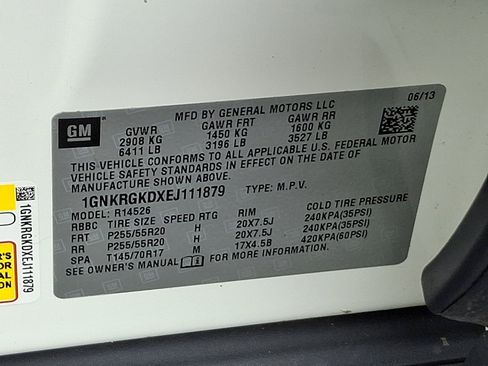 MFD BY GENERAL MOTORS LLC 06/13
GM GVWR GAWR FRT GAWR RR
2908 KG 1450 KG 1600 KG
6411 LB 3196 LB 3527 LB
THIS VEHICLE CONFORMS TO ALL APPLICABLE U.S. FEDERAL MOTOR
VEHICLE SAFETY STANDARDS IN EFFECT ON THE DATE OF
MANUFACTURE SHOWN ABOVE.
1GNKRGKDXEJ111879 TYPE: M.P.V.
MODEL: R14526
RBBC TIRE SIZE SPEED RTG RIM COLD TIRE PRESSURE
FRT P255/55R20 H 20X7.5J 240KPA(35PSI)
RR P255/55R20 H 20X7.5J 240KPA(35PSI)
SPA T145/70R17 M 17X4.5B 420KPA(60PSI)
SEE OWNER'S MANUAL FOR ADDITIONAL INFORMATION
1GNKRGKDXEJ111879